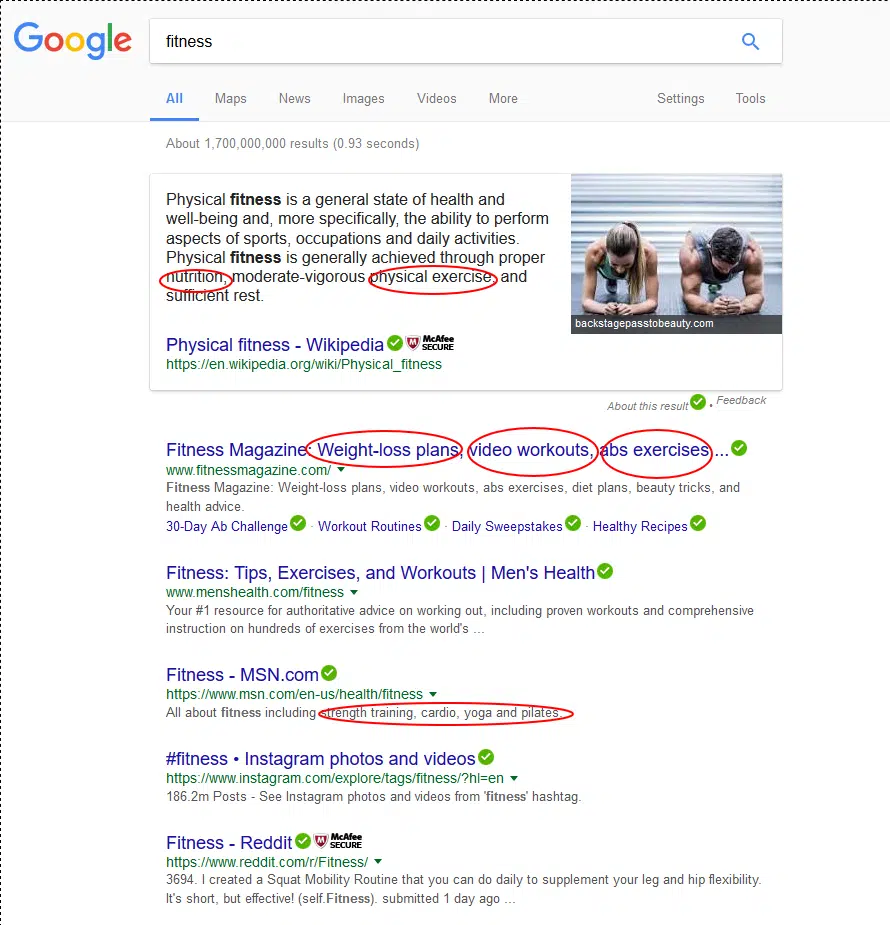 Google
fitness
All Maps News Images Videos More Settings Tools
About 1,700,000,000 results (0.93 seconds)
Physical fitness is a general state of health and
well-being and, more specifically, the ability to perform
aspects of sports, occupations and daily activities.
Physical fitness is generally achieved through proper
nutrition, moderate-vigorous physical exercise, and
sufficient rest.
backstagepasstobeauty.com
Physical fitness - Wikipedia McAfee SECURE
https://en.wikipedia.org/wiki/Physical_fitness
About this result . Feedback
Fitness Magazine: Weight-loss plans, video workouts, abs exercises ...
www.fitnessmagazine.com/
Fitness Magazine: Weight-loss plans, video workouts, abs exercises, diet plans, beauty tricks, and
health advice.
30-Day Ab Challenge · Workout Routines · Daily Sweepstakes · Healthy Recipes
Fitness: Tips, Exercises, and Workouts | Men's Health
www.menshealth.com/fitness
Your #1 resource for authoritative advice on working out, including proven workouts and comprehensive
instruction on hundreds of exercises from the world's ...
Fitness - MSN.com
https://www.msn.com/en-us/health/fitness
All about fitness including strength training, cardio, yoga and pilates.
#fitness • Instagram photos and videos
https://www.instagram.com/explore/tags/fitness/?hl=en
186.2m Posts - See Instagram photos and videos from 'fitness' hashtag.
Fitness - Reddit McAfee SECURE
https://www.reddit.com/r/Fitness/
3694. I created a Squat Mobility Routine that you can do daily to supplement your leg and hip flexibility.
It's short, but effective! (self.Fitness). submitted 1 day ago ...